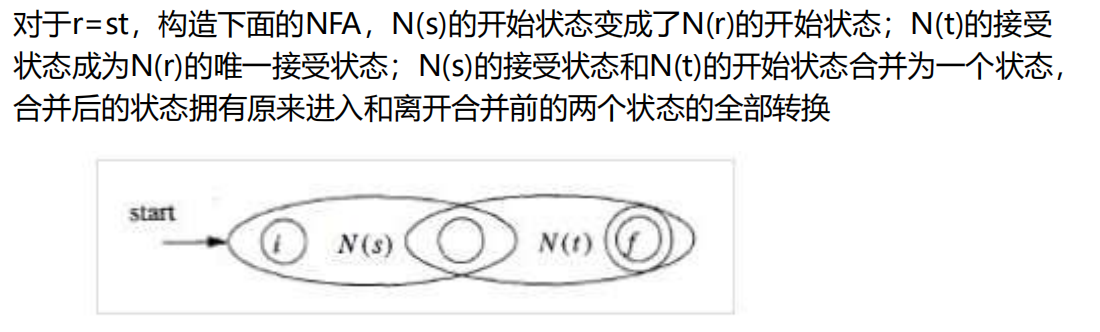 对于r=st，构造下面的NFA，N(s)的开始状态变成了N(r)的开始状态；N(t)的接受
状态成为N(r)的唯一接受状态；N(s)的接受状态和N(t)的开始状态合并为一个状态，
合并后的状态拥有原来进入和离开合并前的两个状态的全部转换
start
i N(s) N(t) f